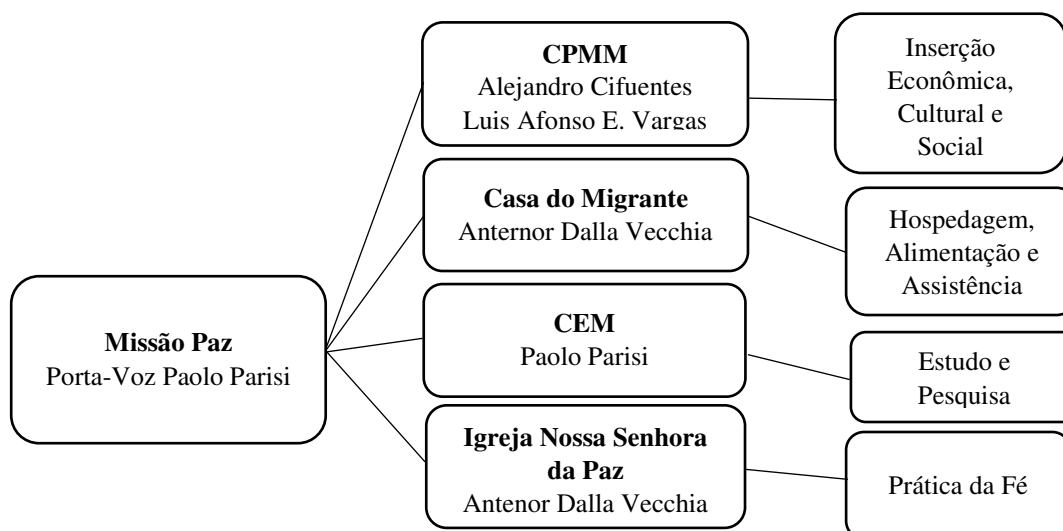 Missão Paz
Porta-Voz Paolo Parisi
CPMM
Alejandro Cifuentes
Luis Afonso E. Vargas
Inserção
Econômica,
Cultural e
Social
Casa do Migrante
Anternor Dalla Vecchia
Hospedagem,
Alimentação e
Assistência
CEM
Paolo Parisi
Estudo e
Pesquisa
Igreja Nossa Senhora
da Paz
Antenor Dalla Vecchia
Prática da Fé